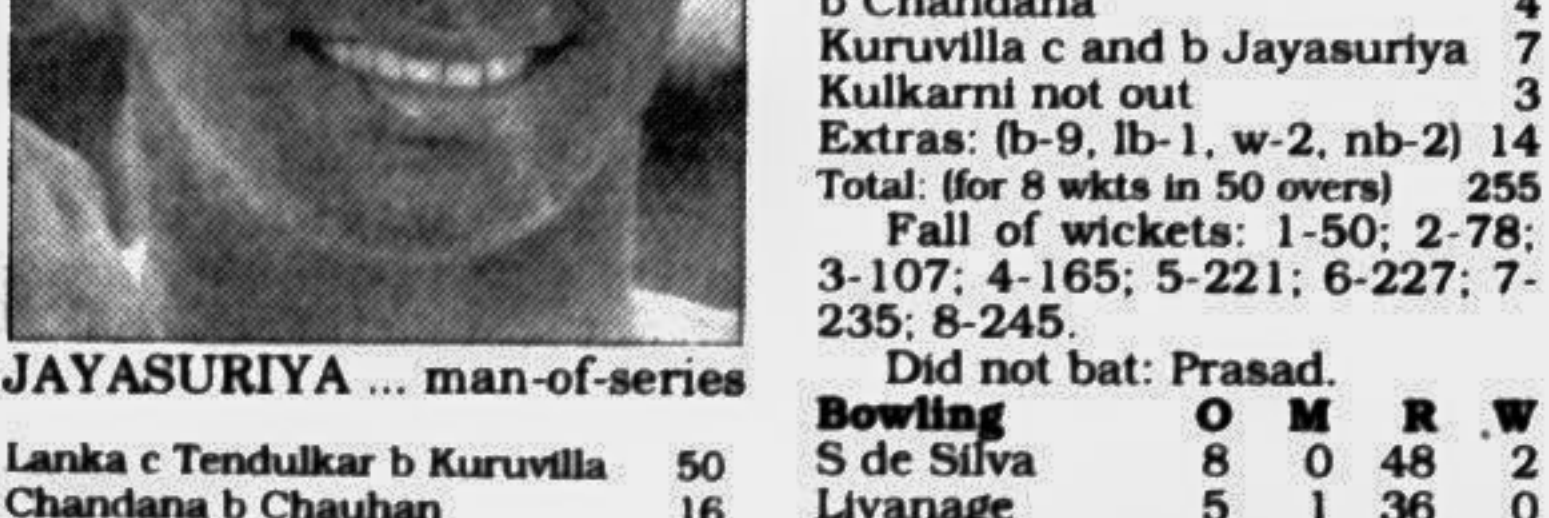 JAYASURIYA ... man-of-series
Lanka c Tendulkar b Kuruvilla 50
Chandana b Chauhan 16
b Chandana 4
Kuruvilla c and b Jayasuriya 7
Kulkarni not out 3
Extras: (b-9, lb-1, w-2, nb-2) 14
Total: (for 8 wkts in 50 overs) 255
Fall of wickets: 1-50; 2-78;
3-107; 4-165; 5-221; 6-227; 7-
235; 8-245.
Did not bat: Prasad.
Bowling O M R W
S de Silva 8 0 48 2
Liyanage 5 1 36 0